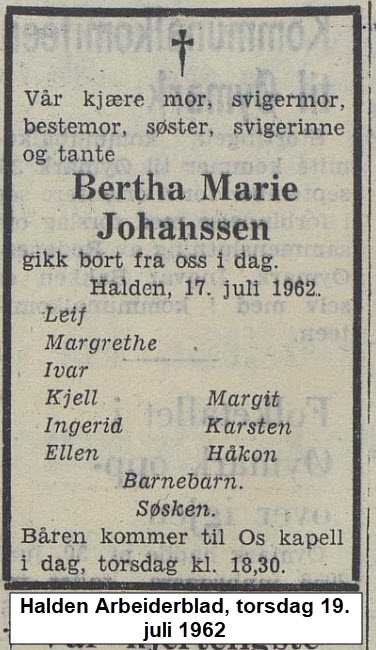 Vår kjære mor, svigermor,
bestemor, søster, svigerinne
og tante
Bertha Marie
Johanssen
gikk bort fra oss i dag.
Halden, 17. juli 1962.
Leif
Margrethe
Ivar
Kjell Margit
Ingerid Karsten
Ellen Håkon
Barnebarn.
Søsken.
Båren kommer til Os kapell
i dag, torsdag kl. 18,30.
Halden Arbeiderblad, torsdag 19.
juli 1962